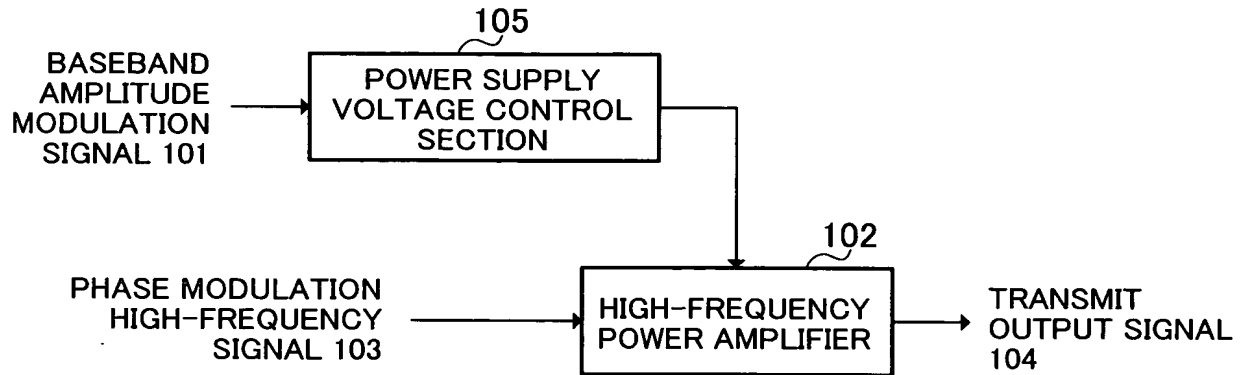 105
BASEBAND
AMPLITUDE
MODULATION
SIGNAL 101
POWER SUPPLY
VOLTAGE CONTROL
SECTION
102
PHASE MODULATION
HIGH-FREQUENCY
SIGNAL 103
HIGH-FREQUENCY
POWER AMPLIFIER
TRANSMIT
OUTPUT SIGNAL
104